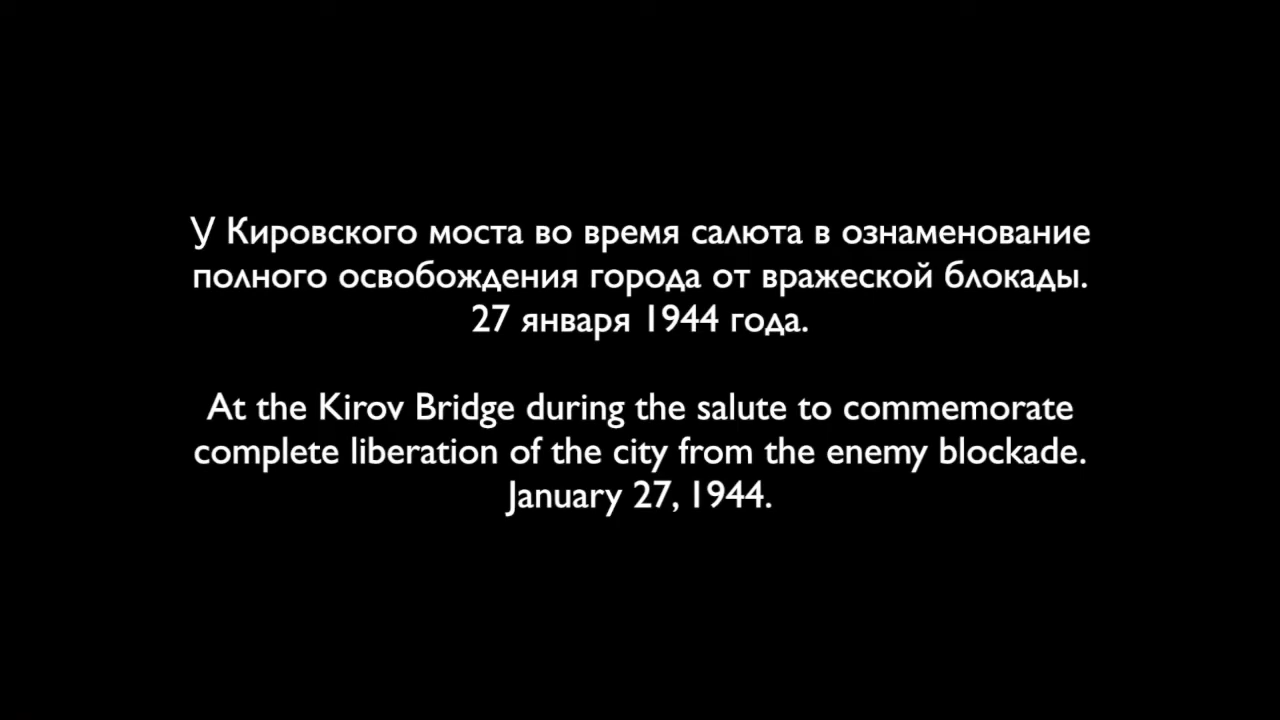 У Кировского моста во время салюта в ознаменование
полного освобождения города от вражеской блокады.
27 января 1944 года.
At the Kirov Bridge during the salute to commemorate
complete liberation of the city from the enemy blockade.
January 27, 1944.